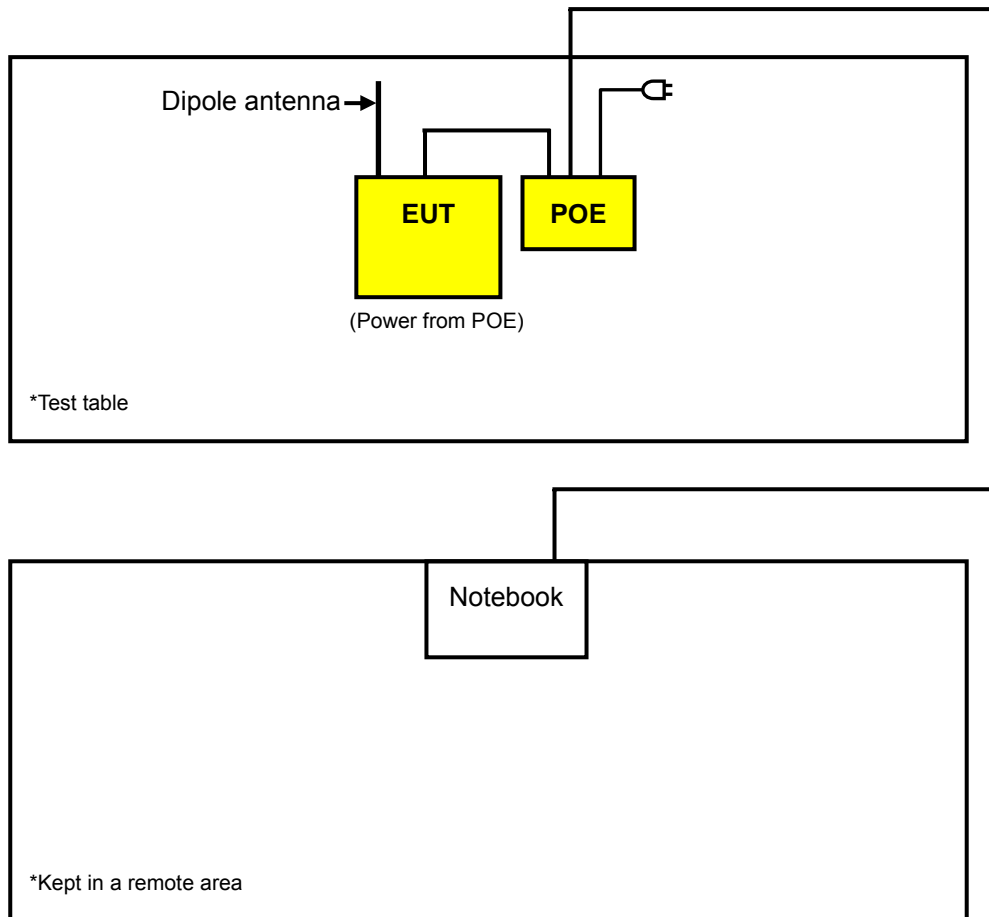 Dipole antenna
EUT
POE
(Power from POE)
*Test table
Notebook
*Kept in a remote area